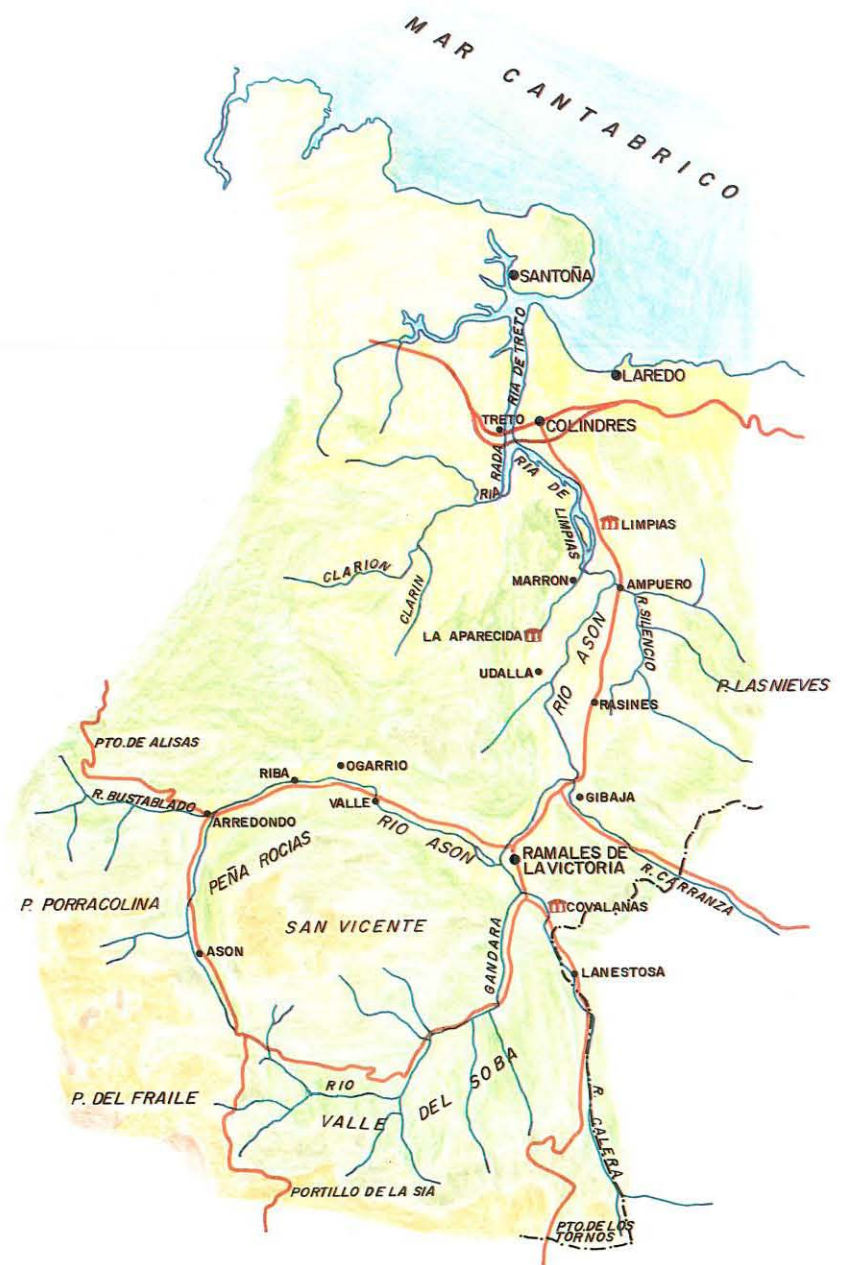 MAR CANTABRICO
SANTOÑA
RIA DE TRETO
LAREDO
TRETO
COLINDRES
RIA RADA
RIA DE LIMPIAS
LIMPIAS
CLARION
CLARIN
MARRON
AMPUERO
R. SILENCIO
LA APARECIDA
RIO ASON
UDALLA
P. LAS NIEVES
RASINES
PTO. DE ALISAS
OGARRIO
RIBA
R. BUSTABLADO
VALLE
GIBAJA
ARREDONDO
RIO ASON
PEÑA ROCIAS
RAMALES DE
LA VICTORIA
R. CARRANZA
P. PORRACOLINA
COVALANAS
SAN VICENTE
GANDARA
ASON
LANESTOSA
RIO
P. DEL FRAILE
VALLE DEL SOBA
R. CALERA
PORTILLO DE LA SIA
PTO. DE LOS
TORNOS